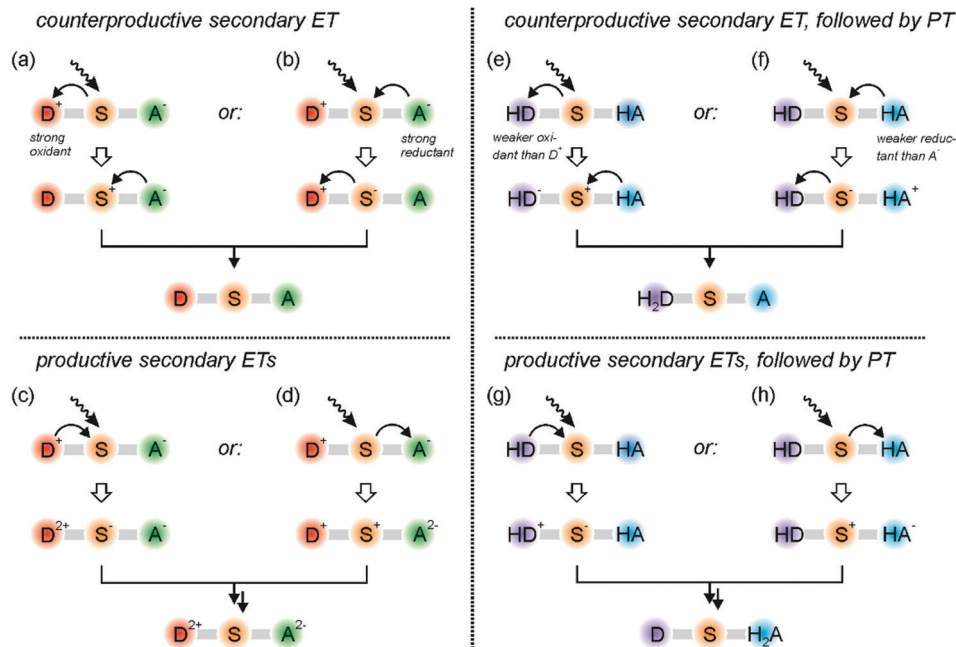 counterproductive secondary ET
(a)
(b)
D+ S A-
or:
D+ S A-
strong
oxidant
strong
reductant
D S+ A-
D+ S- A
D S A
counterproductive secondary ET, followed by PT
(e)
(f)
HD S HA
or:
HD S HA
weaker oxi-
dant than D+
weaker reduc-
tant than A-
HD- S+ HA
HD S- HA+
H2D S A
productive secondary ETs
(c)
(d)
D+ S A-
or:
D+ S A-
D2+ S- A-
D+ S+ A2-
D2+ S A2-
productive secondary ETs, followed by PT
(g)
(h)
HD S HA
or:
HD S HA
HD+ S- HA
HD S+ HA-
D S H2A